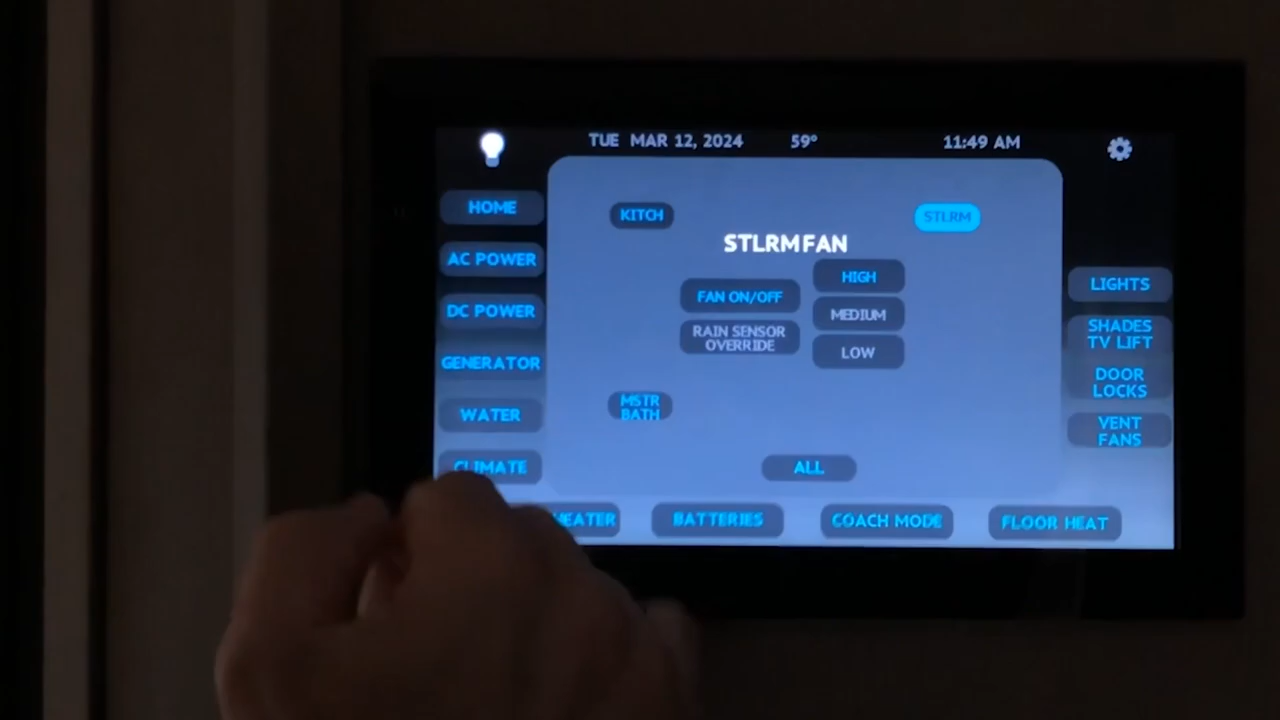 TUE MAR 12, 2024 59° 11:49 AM
HOME
AC POWER
DC POWER
GENERATOR
WATER
CLIMATE
KITCH
STLRM
STLRM FAN
FAN ON/OFF
RAIN SENSOR
OVERRIDE
HIGH
MEDIUM
LOW
MSTR
BATH
ALL
LIGHTS
SHADES
TV LIFT
DOOR
LOCKS
VENT
FANS
BATTERIES
COACH MODE
FLOOR HEAT